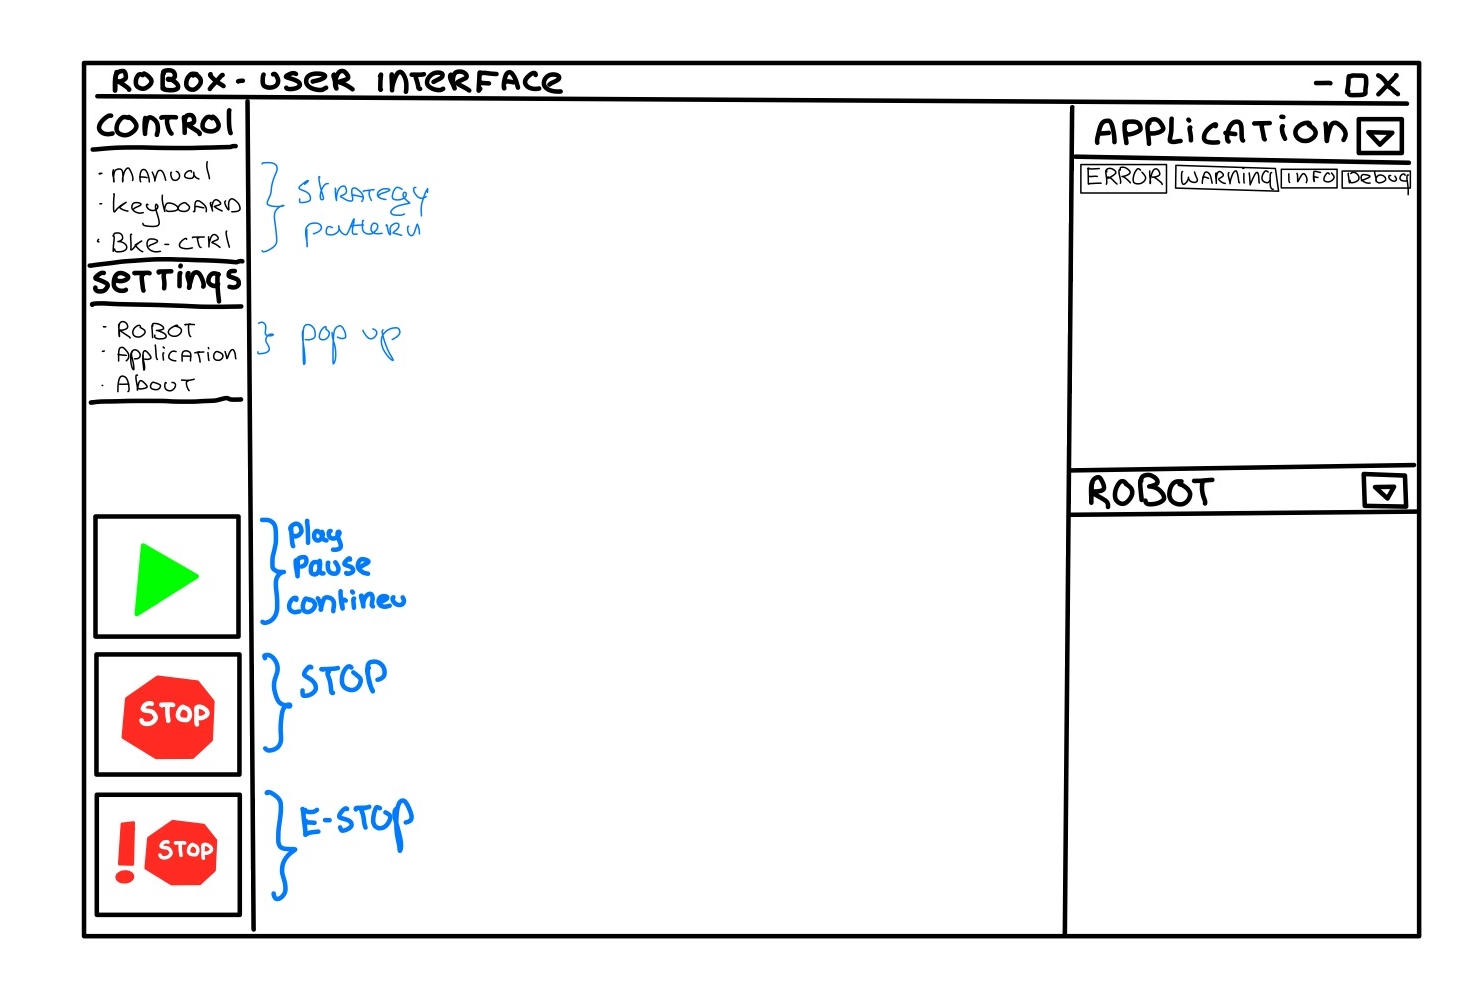 ROBOX - USER INTERFACE
CONTROL
· MANUAL
· KEYBOARD
· BKE-CTRL
SETTINGS
· ROBOT
· APPLICATION
· ABOUT
STOP
! STOP
STRATEGY
PATTERN
POP UP
Play
Pause
contineu
STOP
E-STOP
APPLICATION
ERROR WARNING INFO DEBUG
ROBOT